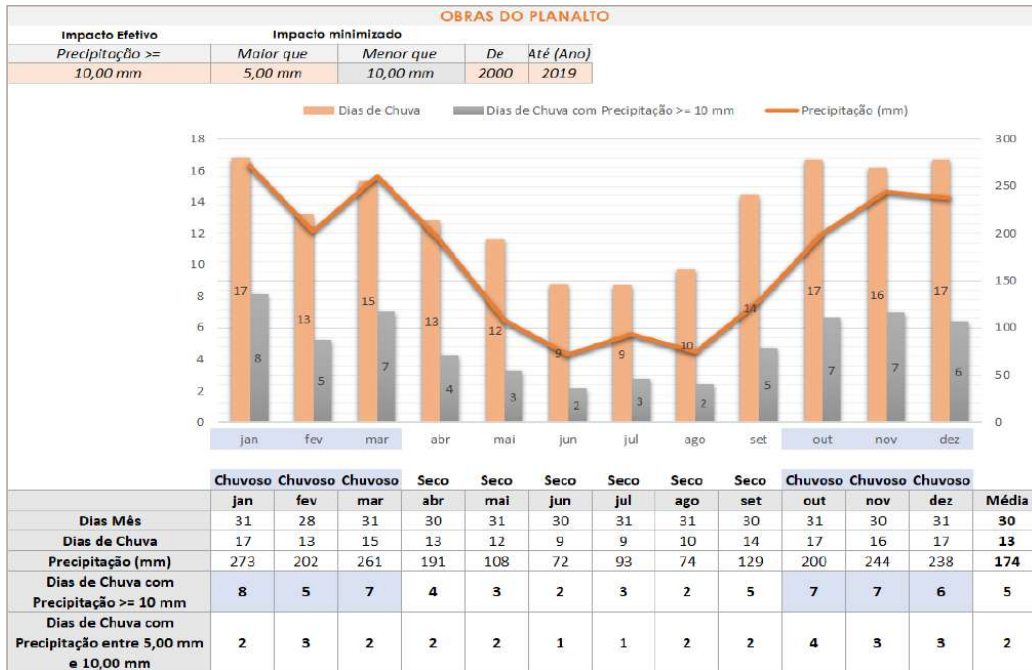 OBRAS DO PLANALTO
Impacto Efetivo Impacto minimizado
Precipitação >= Maior que Menor que De Até (Ano)
10,00 mm 5,00 mm 10,00 mm 2000 2019
Dias de Chuva Dias de Chuva com Precipitação >= 10 mm Precipitação (mm)
18 300
16 250
14 200
12
10 150
8 100
6
4 50
2
0 0
17 13 15 13 12 9 9 10 14 17 16 17
8 5 7 4 3 2 3 2 5 7 7 6
jan fev mar abr mai jun jul ago set out nov dez
Chuvoso Chuvoso Chuvoso Seco Seco Seco Seco Seco Seco Chuvoso Chuvoso Chuvoso
jan fev mar abr mai jun jul ago set out nov dez Média
Dias Mês 31 28 31 30 31 30 31 31 30 31 30 31 30
Dias de Chuva 17 13 15 13 12 9 9 10 14 17 16 17 13
Precipitação (mm) 273 202 261 191 108 72 93 74 129 200 244 238 174
Dias de Chuva com
Precipitação >= 10 mm 8 5 7 4 3 2 3 2 5 7 7 6 5
Dias de Chuva com
Precipitação entre 5,00 mm 2 3 2 2 2 1 1 2 2 4 3 3 2
e 10,00 mm